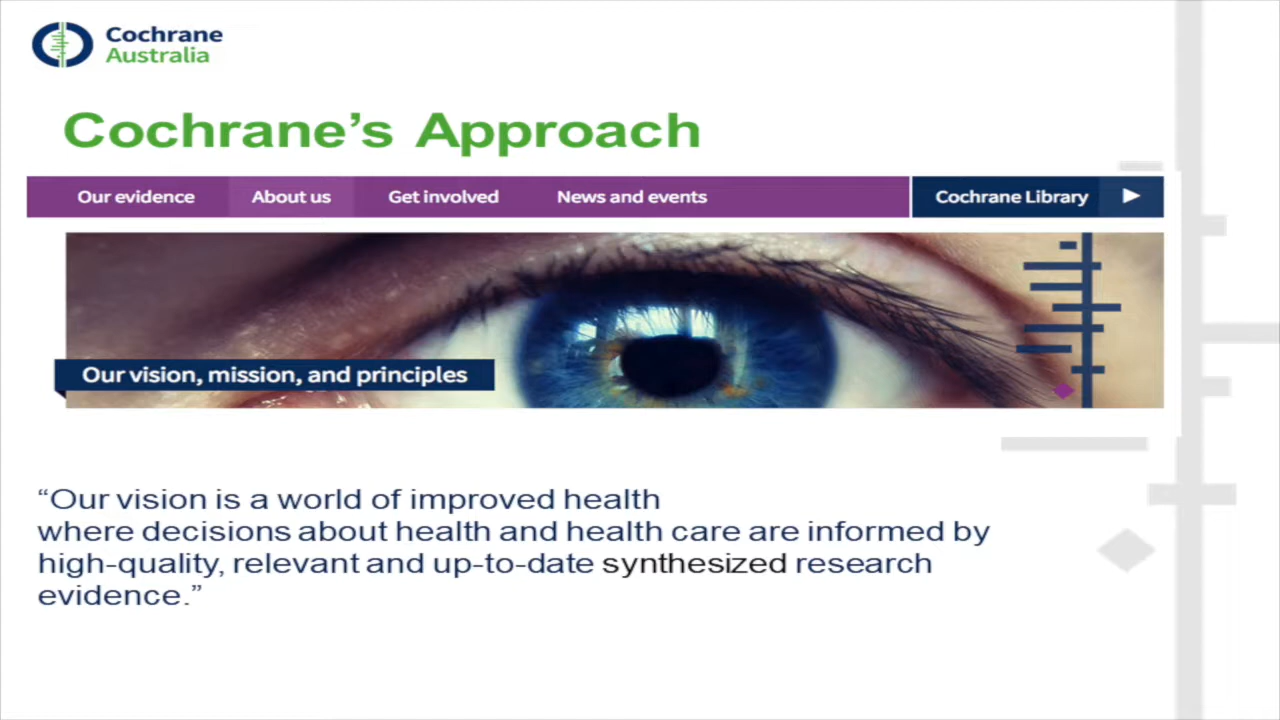 Cochrane
Australia
Cochrane’s Approach
Our evidence
About us
Get involved
News and events
Cochrane Library
Our vision, mission, and principles
“Our vision is a world of improved health
where decisions about health and health care are informed by
high-quality, relevant and up-to-date synthesized research
evidence.”